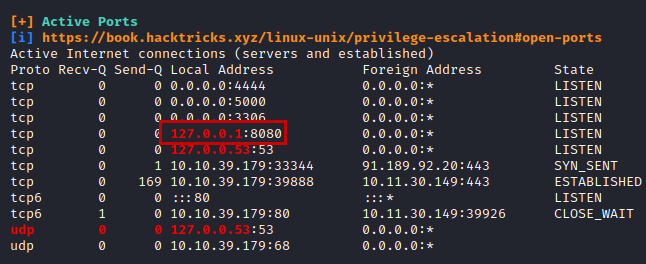 [+] Active Ports
[i] https://book.hacktricks.xyz/linux-unix/privilege-escalation#open-ports
Active Internet connections (servers and established)
Proto Recv-Q Send-Q Local Address Foreign Address State
tcp 0 0 0.0.0.0:4444 0.0.0.0:* LISTEN
tcp 0 0 0.0.0.0:5000 0.0.0.0:* LISTEN
tcp 0 0 0.0.0.0:3306 0.0.0.0:* LISTEN
tcp 0 0 127.0.0.1:8080 0.0.0.0:* LISTEN
tcp 0 0 127.0.0.53:53 0.0.0.0:* LISTEN
tcp 0 1 10.10.39.179:33344 91.189.92.20:443 SYN_SENT
tcp 0 169 10.10.39.179:39888 10.11.30.149:443 ESTABLISHED
tcp6 0 0 :::80 :::* LISTEN
tcp6 1 0 10.10.39.179:80 10.11.30.149:39926 CLOSE_WAIT
udp 0 0 127.0.0.53:53 0.0.0.0:*
udp 0 0 10.10.39.179:68 0.0.0.0:*